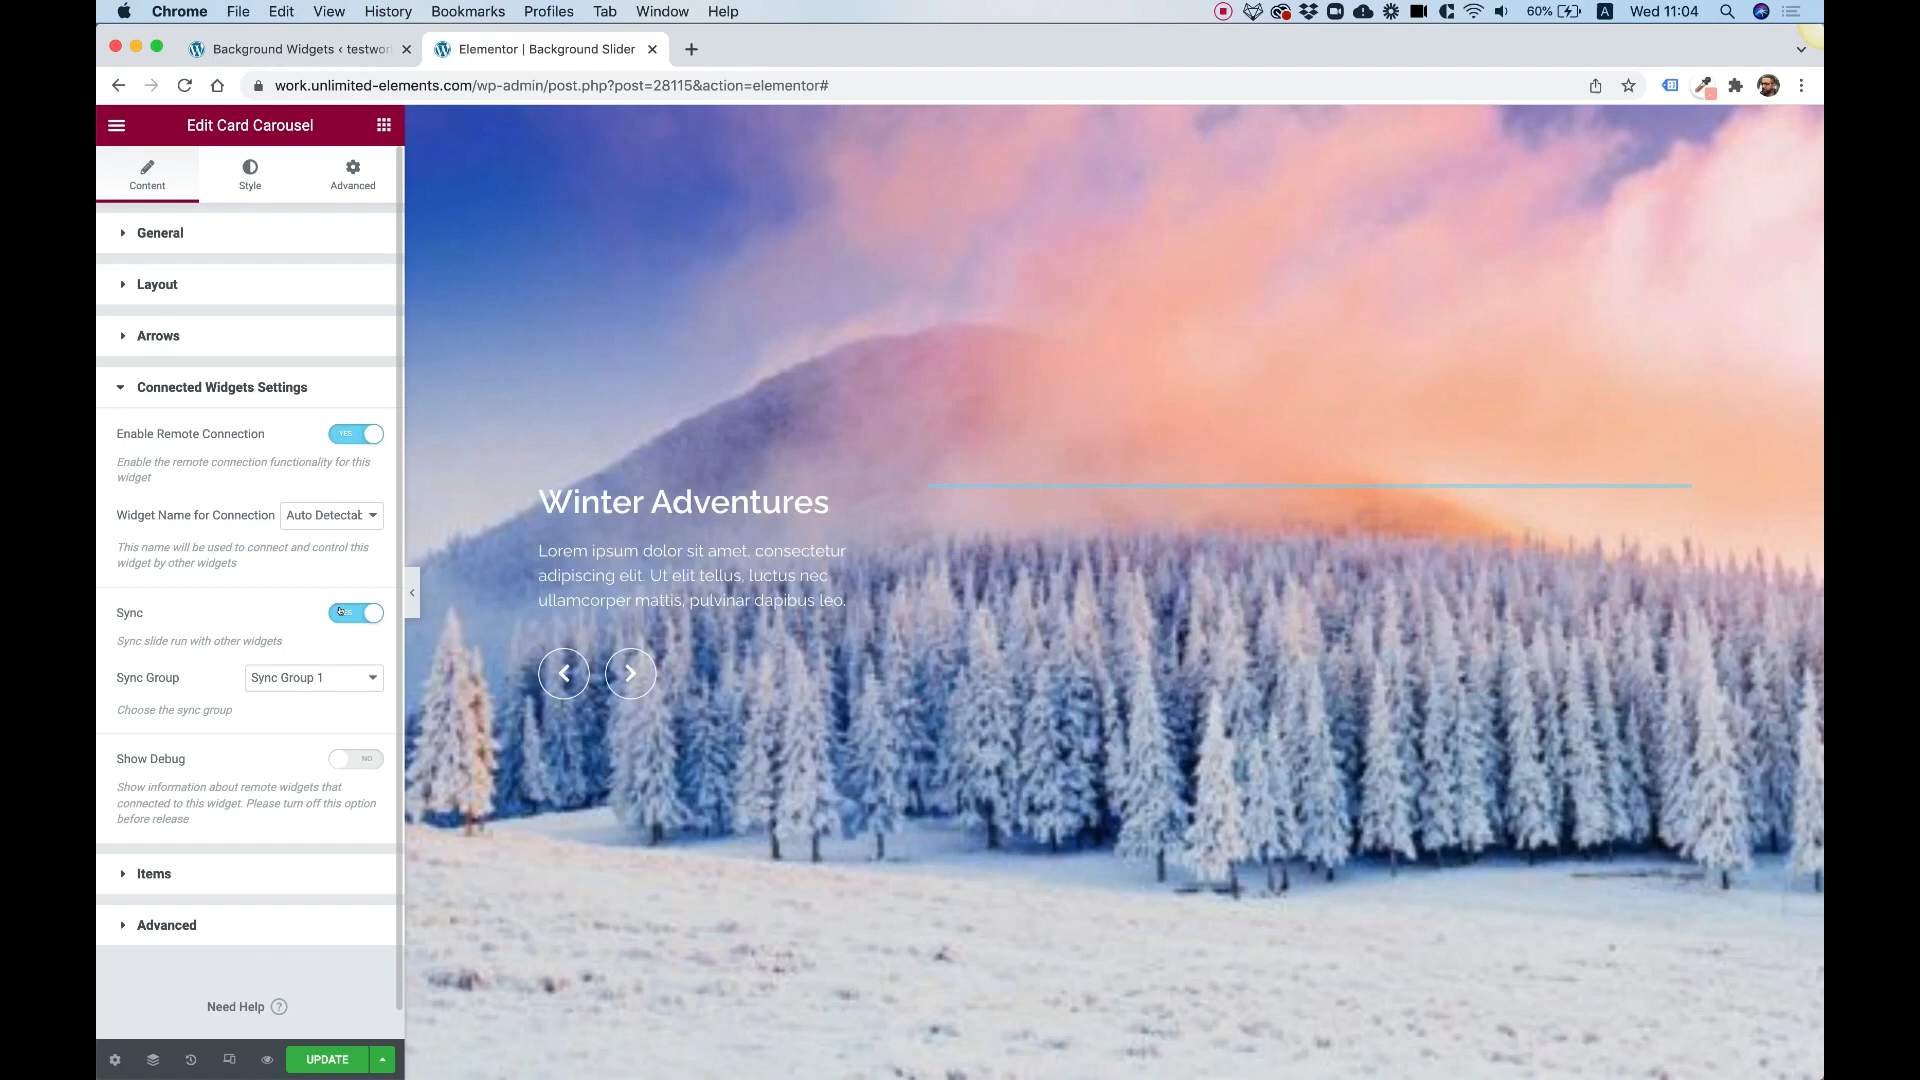 Chrome File Edit View History Bookmarks Profiles Tab Window Help
60% A Wed 11:04
Background Widgets ‹ testwor
Elementor | Background Slider
work.unlimited-elements.com/wp-admin/post.php?post=28115&action=elementor#
Edit Card Carousel
Content Style Advanced
General
Layout
Arrows
Connected Widgets Settings
Enable Remote Connection YES
Enable the remote connection functionality for this
widget
Widget Name for Connection Auto Detectab
This name will be used to connect and control this
widget by other widgets
Sync
Sync slide run with other widgets
Sync Group Sync Group 1
Choose the sync group
Show Debug NO
Show information about remote widgets that
connected to this widget. Please turn off this option
before release
Items
Advanced
Need Help ?
UPDATE
Winter Adventures
Lorem ipsum dolor sit amet, consectetur
adipiscing elit. Ut elit tellus, luctus nec
ullamcorper mattis, pulvinar dapibus leo.